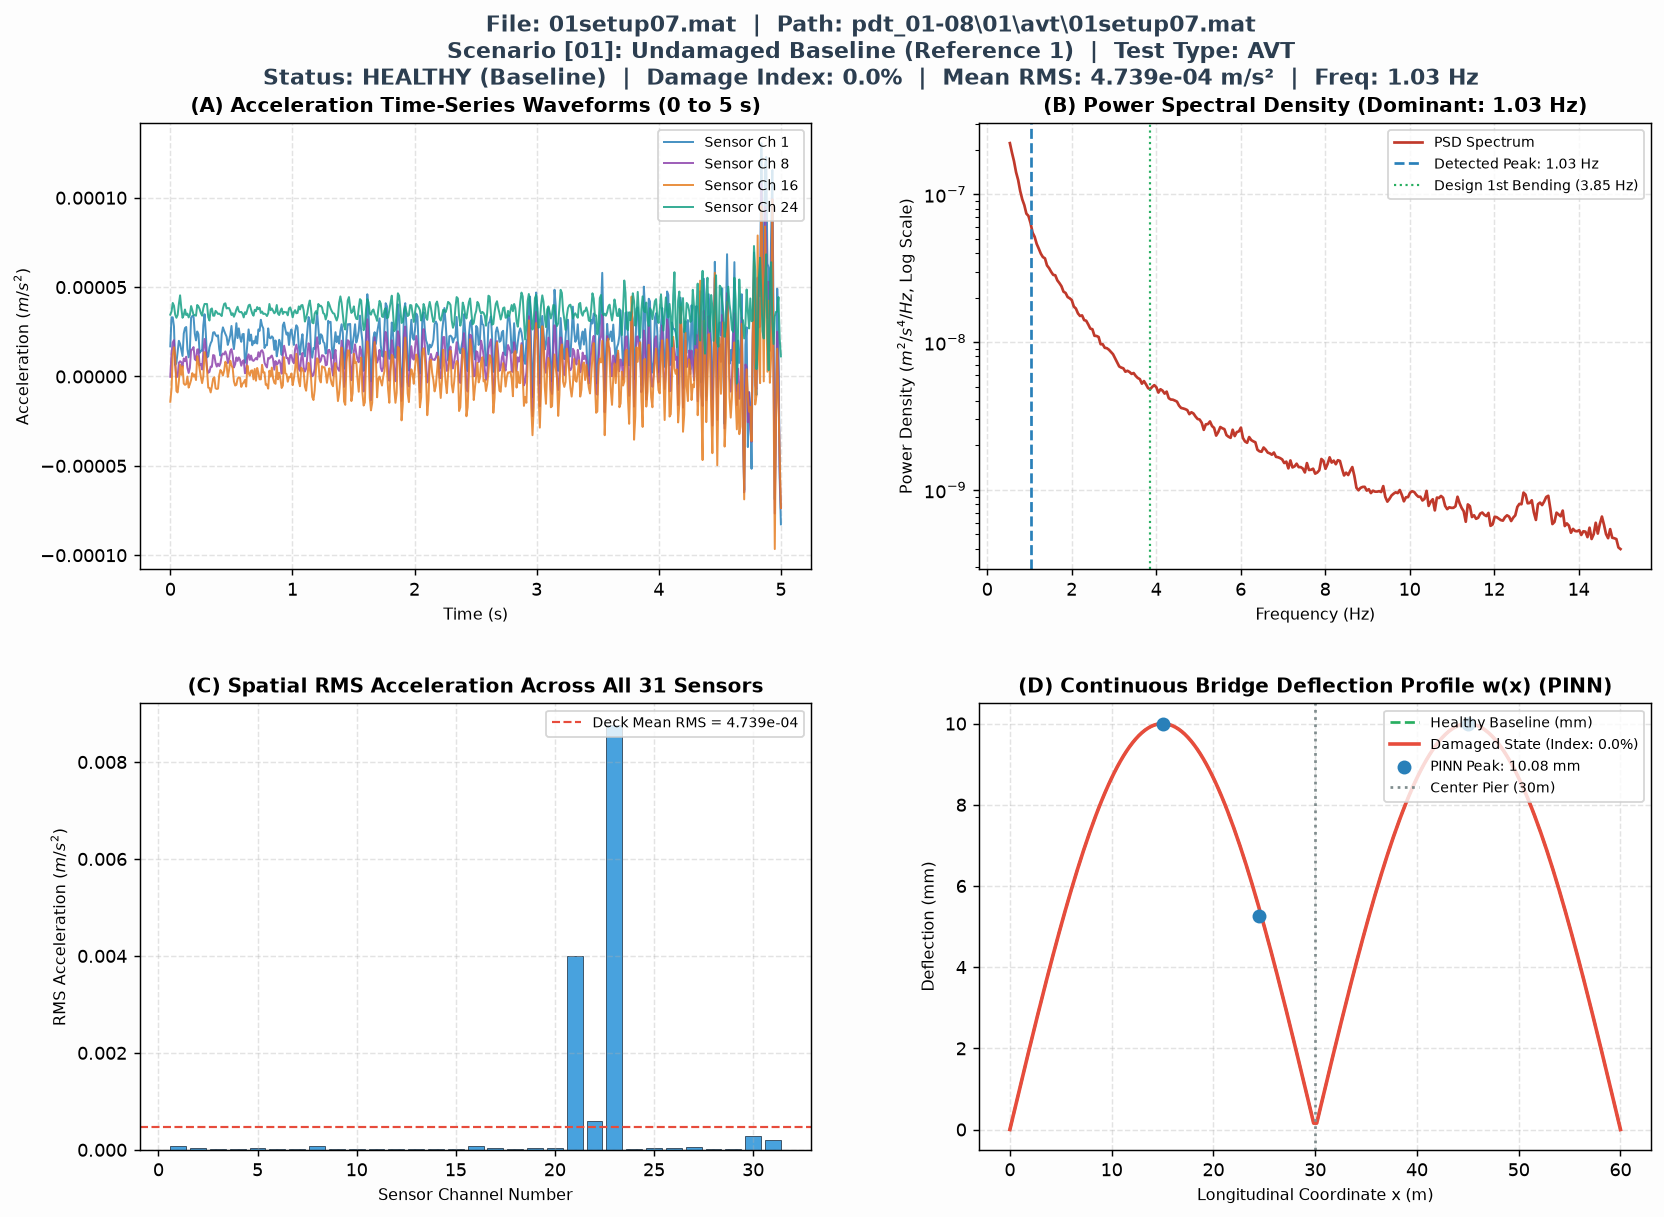 File: 01setup07.mat | Path: pdt_01-08\01\avt\01setup07.mat
Scenario [01]: Undamaged Baseline (Reference 1) | Test Type: AVT
Status: HEALTHY (Baseline) | Damage Index: 0.0% | Mean RMS: 4.739e-04 m/s² | Freq: 1.03 Hz
(A) Acceleration Time-Series Waveforms (0 to 5 s)
Sensor Ch 1
Sensor Ch 8
Sensor Ch 16
Sensor Ch 24
Acceleration (m/s²)
0.00010
0.00005
0.00000
−0.00005
−0.00010
0 1 2 3 4 5
Time (s)
(B) Power Spectral Density (Dominant: 1.03 Hz)
PSD Spectrum
Detected Peak: 1.03 Hz
Design 1st Bending (3.85 Hz)
Power Density (m²/s⁴/Hz, Log Scale)
10⁻⁷
10⁻⁸
10⁻⁹
0 2 4 6 8 10 12 14
Frequency (Hz)
(C) Spatial RMS Acceleration Across All 31 Sensors
Deck Mean RMS = 4.739e-04
RMS Acceleration (m/s²)
0.008
0.006
0.004
0.002
0.000
0 5 10 15 20 25 30
Sensor Channel Number
(D) Continuous Bridge Deflection Profile w(x) (PINN)
Healthy Baseline (mm)
Damaged State (Index: 0.0%)
PINN Peak: 10.08 mm
Center Pier (30m)
Deflection (mm)
10
8
6
4
2
0
0 10 20 30 40 50 60
Longitudinal Coordinate x (m)